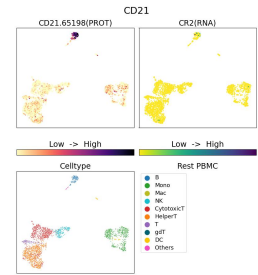 CD21
CD21.65198(PROT) CR2(RNA)
Low -> High Low -> High
Celltype Rest PBMC
B
Mono
Mac
NK
CytotoxicT
HelperT
T
gdT
DC
Others